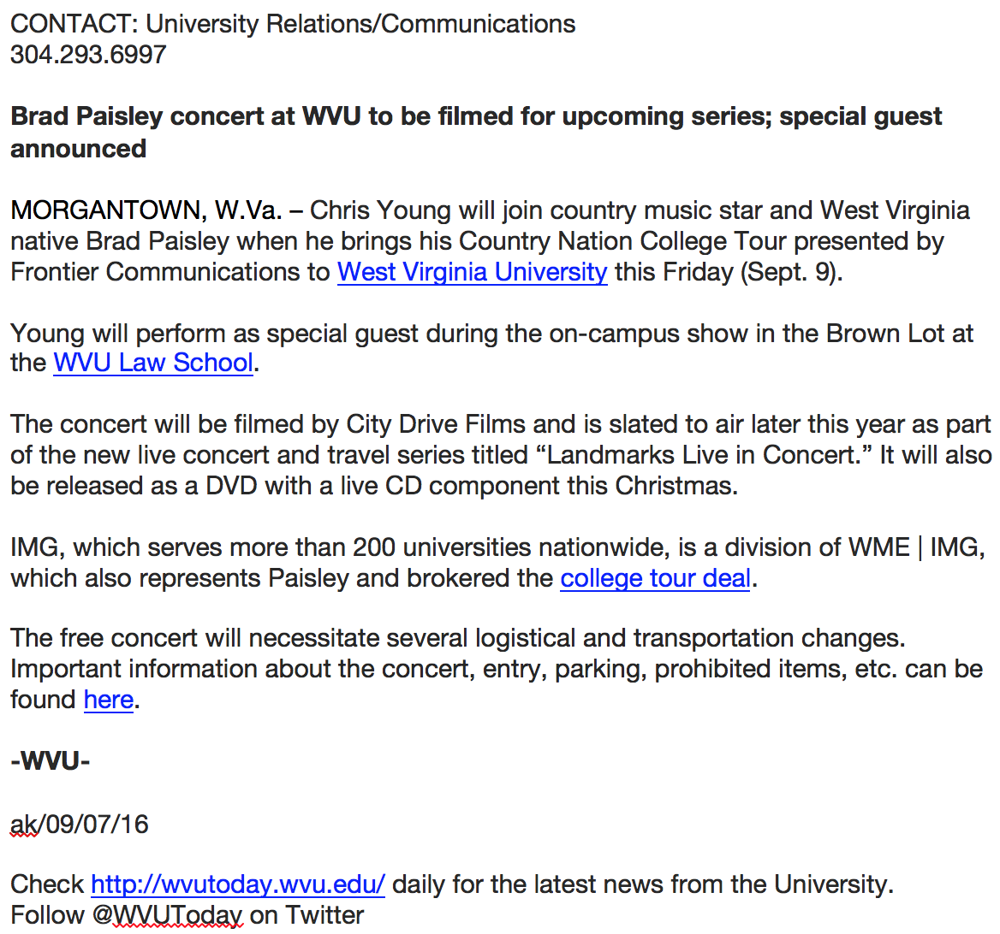 CONTACT: University Relations/Communications
304.293.6997
Brad Paisley concert at WVU to be filmed for upcoming series; special guest
announced
MORGANTOWN, W.Va. – Chris Young will join country music star and West Virginia
native Brad Paisley when he brings his Country Nation College Tour presented by
Frontier Communications to West Virginia University this Friday (Sept. 9).
Young will perform as special guest during the on-campus show in the Brown Lot at
the WVU Law School.
The concert will be filmed by City Drive Films and is slated to air later this year as part
of the new live concert and travel series titled “Landmarks Live in Concert.” It will also
be released as a DVD with a live CD component this Christmas.
IMG, which serves more than 200 universities nationwide, is a division of WME | IMG,
which also represents Paisley and brokered the college tour deal.
The free concert will necessitate several logistical and transportation changes.
Important information about the concert, entry, parking, prohibited items, etc. can be
found here.
-WVU-
ak/09/07/16
Check http://wvutoday.wvu.edu/ daily for the latest news from the University.
Follow @WVUToday on Twitter